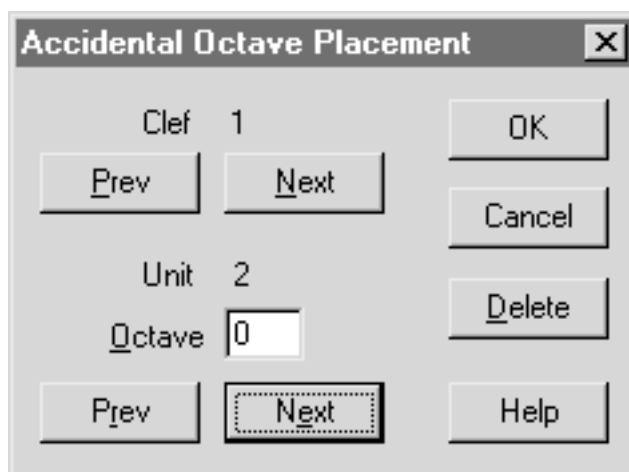 Accidental Octave Placement
Clef 1
OK
Prev Next
Cancel
Unit 2
Delete
Octave 0
Prev Next
Help